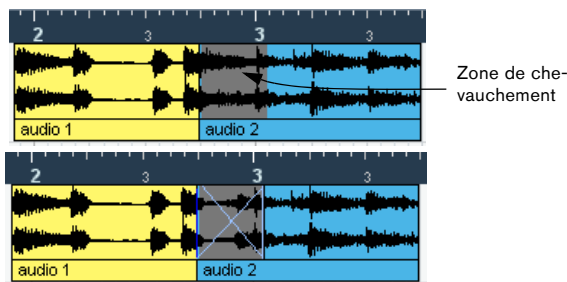 2 3 3 3
Zone de che-
vauchement
audio 1 audio 2
2 3 3 3
audio 1 audio 2